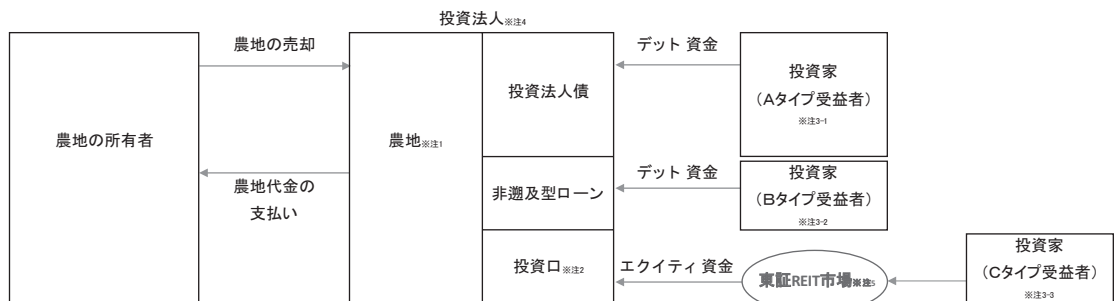 投資法人※注4
農地の売却
デット 資金
投資家
（Aタイプ受益者）
※注3-1
投資法人債
農地の所有者
農地※注1
農地代金の
支払い
デット 資金
投資家
（Bタイプ受益者）
※注3-2
非遡及型ローン
投資口※注2
エクイティ 資金
東証REIT市場※注5
投資家
（Cタイプ受益者）
※注3-3